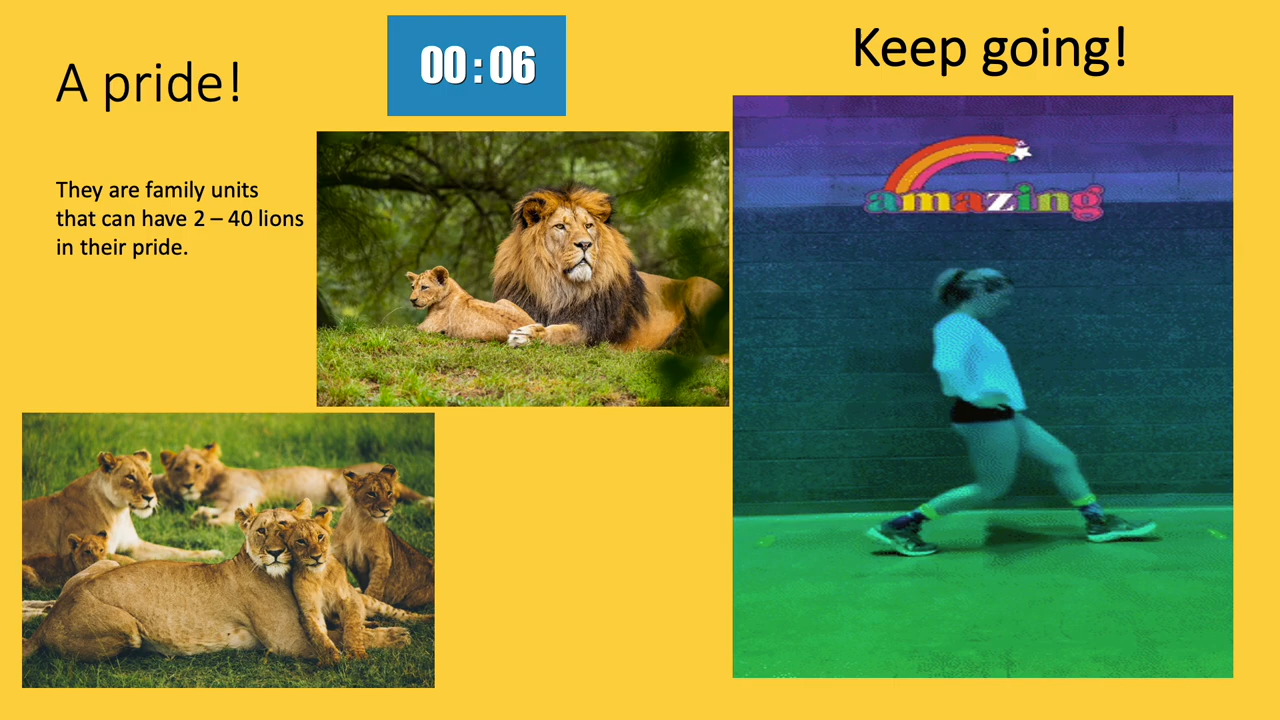 A pride!
00:06
Keep going!
They are family units
that can have 2 – 40 lions
in their pride.
amazing